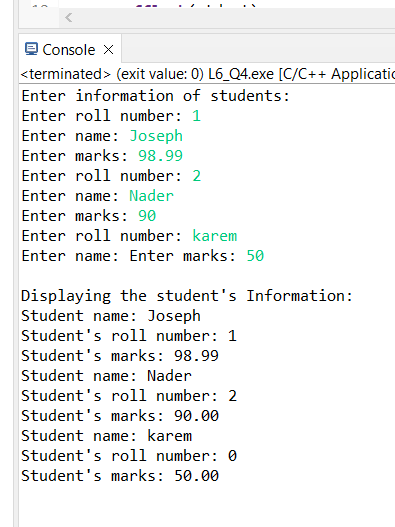 Console
<terminated> (exit value: 0) L6_Q4.exe [C/C++ Applicatic
Enter information of students:
Enter roll number: 1
Enter name: Joseph
Enter marks: 98.99
Enter roll number: 2
Enter name: Nader
Enter marks: 90
Enter roll number: karem
Enter name: Enter marks: 50
Displaying the student's Information:
Student name: Joseph
Student's roll number: 1
Student's marks: 98.99
Student name: Nader
Student's roll number: 2
Student's marks: 90.00
Student name: karem
Student's roll number: 0
Student's marks: 50.00